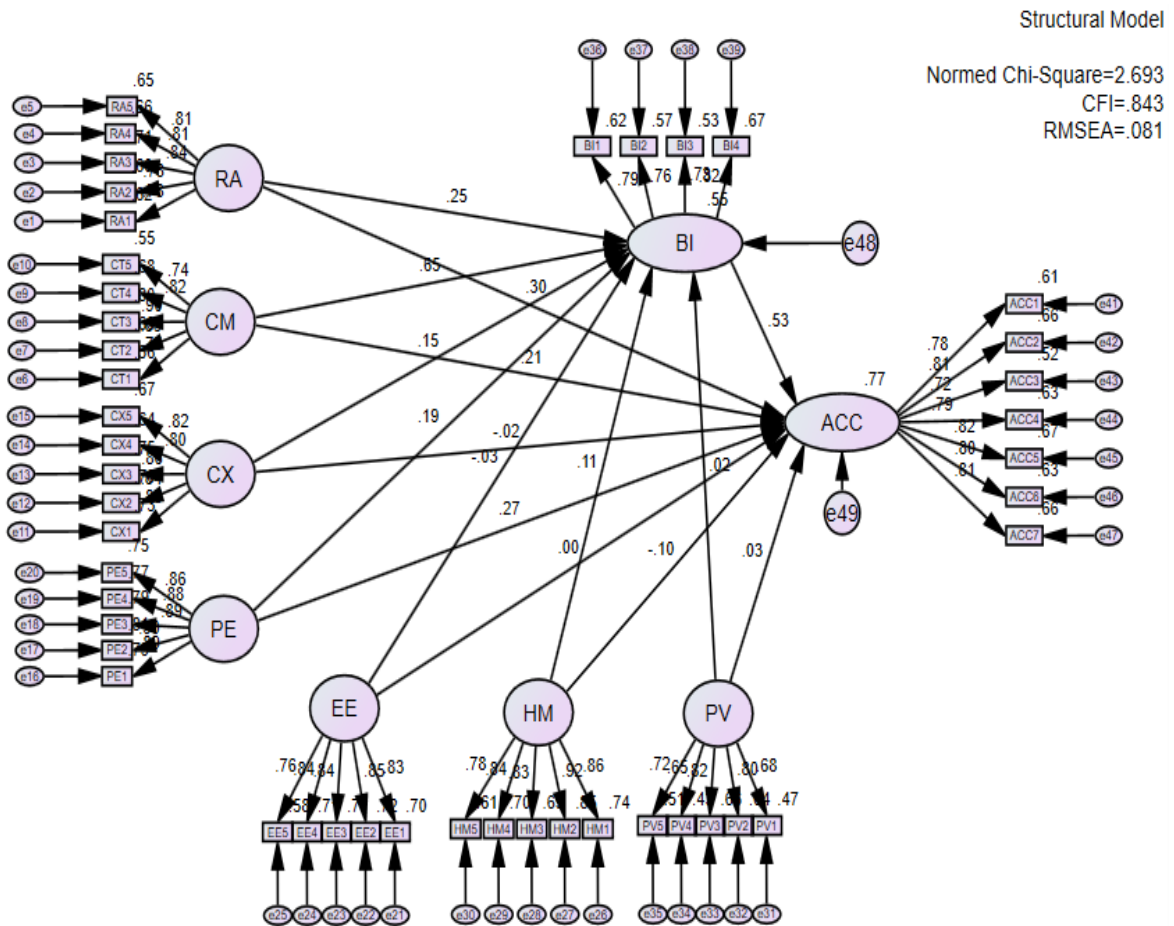 Structural Model
Normed Chi-Square=2.693
CFI=.843
RMSEA=.081
e36 e37 e38 e39
.62 .57 .53 .67
BI1 BI2 BI3 BI4
.79 .76 .82
.55
BI
e48
.65
e5 RA5 .81
e4 RA4 .81
e3 RA3 .84
e2 RA2
e1 RA1
RA
.25
.65
.30
.55
e10 CT5 .74
e9 CT4 .82
e8 CT3
e7 CT2
e6 CT1
CM
.15
.21
.53
.67
e15 CX5 .82
e14 CX4 .80
e13 CX3
e12 CX2
e11 CX1
CX
.19
-.02
-.03
.11
.02
.75
e20 PE5 .86
e19 PE4 .88
e18 PE3 .89
e17 PE2
e16 PE1
PE
.27
.00
-.10
.03
.77
ACC
e49
.61
.78 ACC1 e41
.66
.81 ACC2 e42
.52
.72 ACC3 e43
.63
.79 ACC4 e44
.67
.82 ACC5 e45
.63
.80 ACC6 e46
.66
.81 ACC7 e47
EE
HM
PV
.76 .84 .84 .85 .83
.78 .84 .83 .92 .86
.72 .65 .82 .80 .68
.58 .70
.61 .70 .74
.47
EE5 EE4 EE3 EE2 EE1
HM5 HM4 HM3 HM2 HM1
PV5 PV4 PV3 PV2 PV1
e25 e24 e23 e22 e21
e30 e29 e28 e27 e26
e35 e34 e33 e32 e31